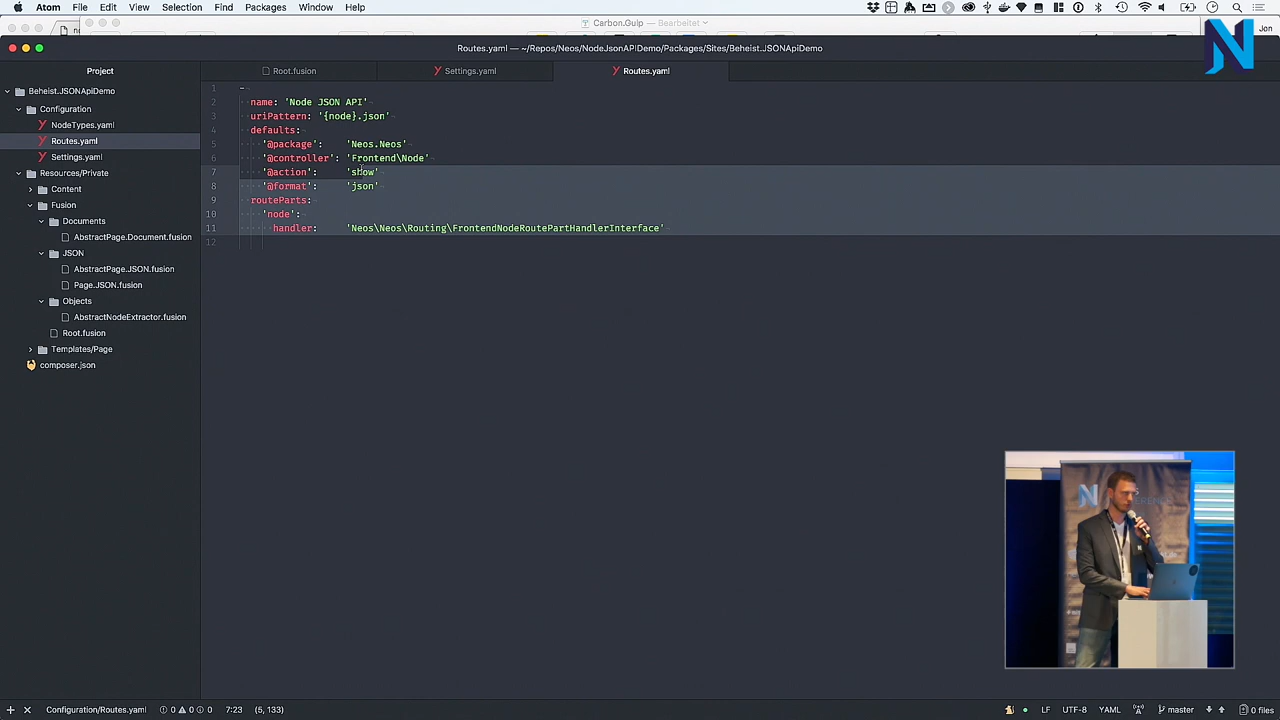 Atom File Edit View Selection Find Packages Window Help
Carbon.Gulp — Bearbeitet
Jon
Routes.yaml — ~/Repos/Neos/NodeJsonAPIDemo/Packages/Sites/Beheist.JSONApiDemo
Project
Root.fusion
Settings.yaml
Routes.yaml
Beheist.JSONApiDemo
Configuration
NodeTypes.yaml
Routes.yaml
Settings.yaml
Resources/Private
Content
Fusion
Documents
AbstractPage.Document.fusion
JSON
AbstractPage.JSON.fusion
Page.JSON.fusion
Objects
AbstractNodeExtractor.fusion
Root.fusion
Templates/Page
composer.json
1 -
2 name: 'Node JSON API'
3 uriPattern: '{node}.json'
4 defaults:
5 '@package': 'Neos.Neos'
6 '@controller': 'Frontend\Node'
7 '@action': 'show'
8 '@format': 'json'
9 routeParts:
10 'node':
11 handler: 'Neos\Neos\Routing\FrontendNodeRoutePartHandlerInterface'
12
Configuration/Routes.yaml 0 0 0 7:23 (5, 133)
LF UTF-8 YAML master 0 files